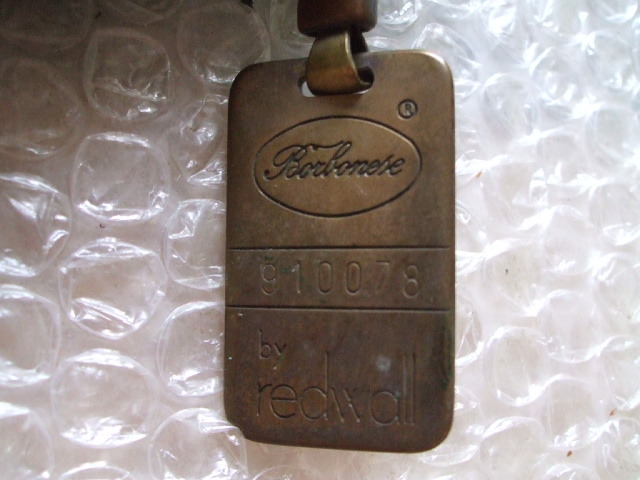 ®
Borbonese
910078
by
redwall